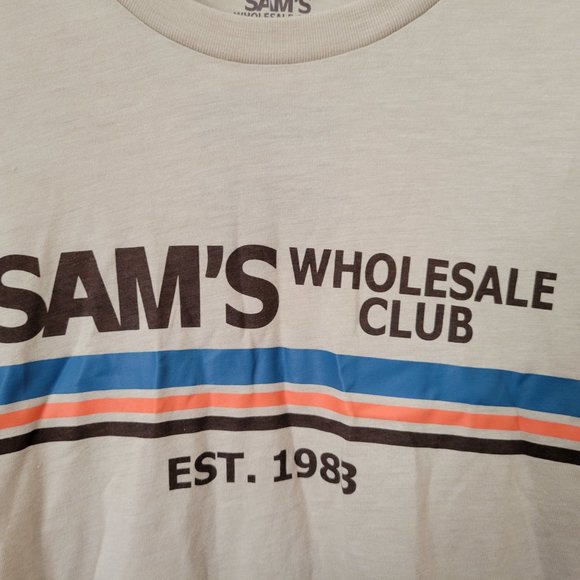 SAM'S
WHOLESALE
SAM'S WHOLESALE
CLUB
EST. 1983